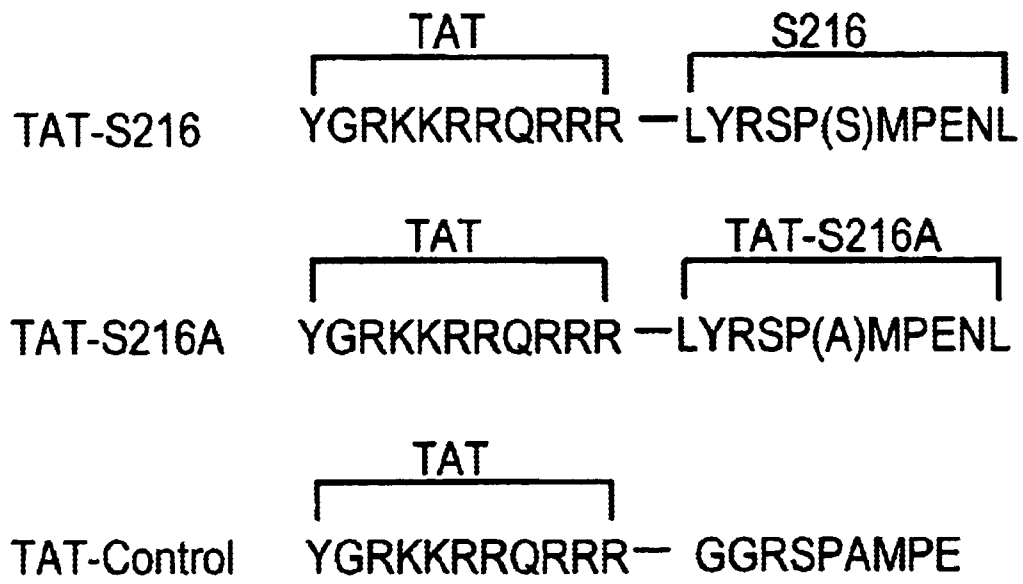 TAT S216
TAT-S216 YGRKKRRQRRR — LYRSP(S)MPENL
TAT TAT-S216A
TAT-S216A YGRKKRRQRRR — LYRSP(A)MPENL
TAT
TAT-Control YGRKKRRQRRR — GGRSPAMPE